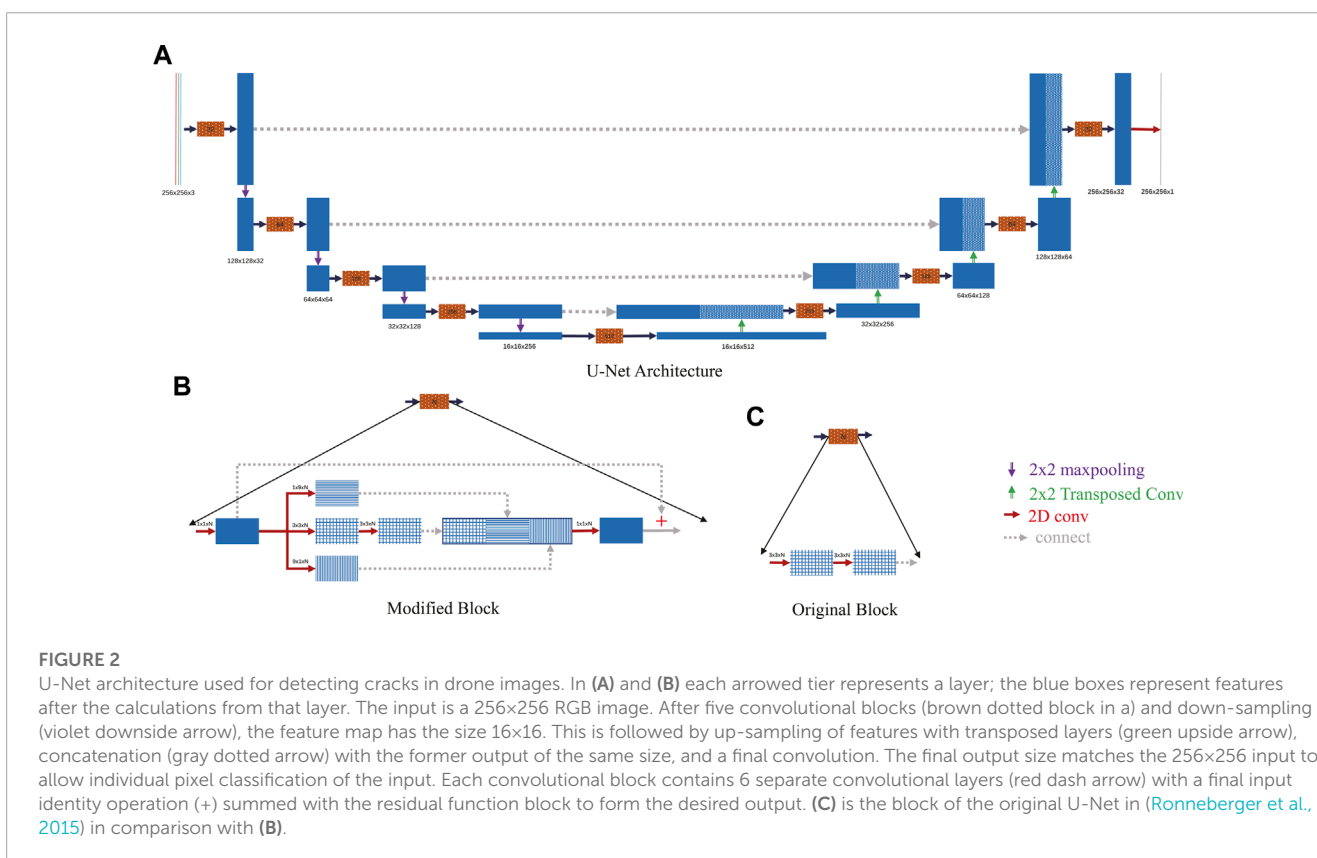 A
256x256x3
256x256x32
256x256x1
128x128x32
128x128x64
64x64x64
64x64x128
32x32x128
32x32x256
16x16x256
16x16x512
U-Net Architecture
B
N
1x9xN
1x1xN
3x3xN
3x3xN
1x1xN
+
9x1xN
Modified Block
C
N
3x3xN
3x3xN
Original Block
2x2 maxpooling
2x2 Transposed Conv
2D conv
connect
FIGURE 2
U-Net architecture used for detecting cracks in drone images. In (A) and (B) each arrowed tier represents a layer; the blue boxes represent features
after the calculations from that layer. The input is a 256×256 RGB image. After five convolutional blocks (brown dotted block in a) and down-sampling
(violet downside arrow), the feature map has the size 16×16. This is followed by up-sampling of features with transposed layers (green upside arrow),
concatenation (gray dotted arrow) with the former output of the same size, and a final convolution. The final output size matches the 256×256 input to
allow individual pixel classification of the input. Each convolutional block contains 6 separate convolutional layers (red dash arrow) with a final input
identity operation (+) summed with the residual function block to form the desired output. (C) is the block of the original U-Net in (Ronneberger et al.,
2015) in comparison with (B).